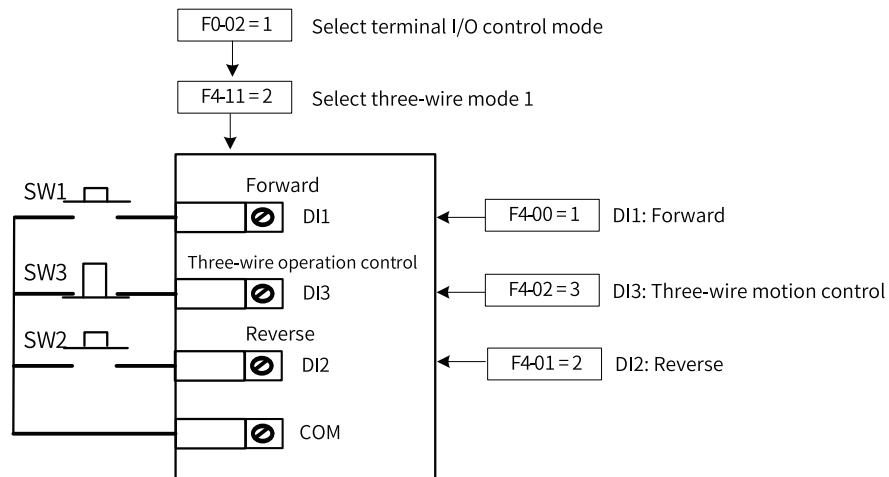 F0-02 = 1 Select terminal I/O control mode
F4-11 = 2 Select three-wire mode 1
SW1
Forward
DI1
F4-00 = 1 DI1: Forward
SW3
Three-wire operation control
DI3
F4-02 = 3 DI3: Three-wire motion control
SW2
Reverse
DI2
F4-01 = 2 DI2: Reverse
COM